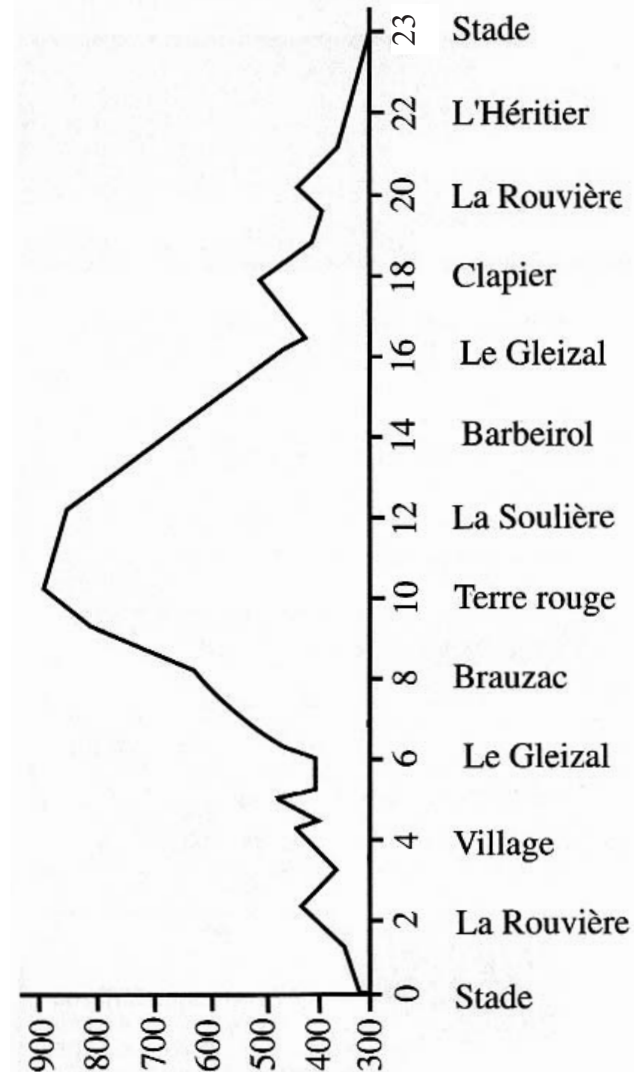 23 Stade
22 L'Héritier
20 La Rouvière
18 Clapier
16 Le Gleizal
14 Barbeirol
12 La Soulière
10 Terre rouge
8 Brauzac
6 Le Gleizal
4 Village
2 La Rouvière
0 Stade
900 800 700 600 500 400 300